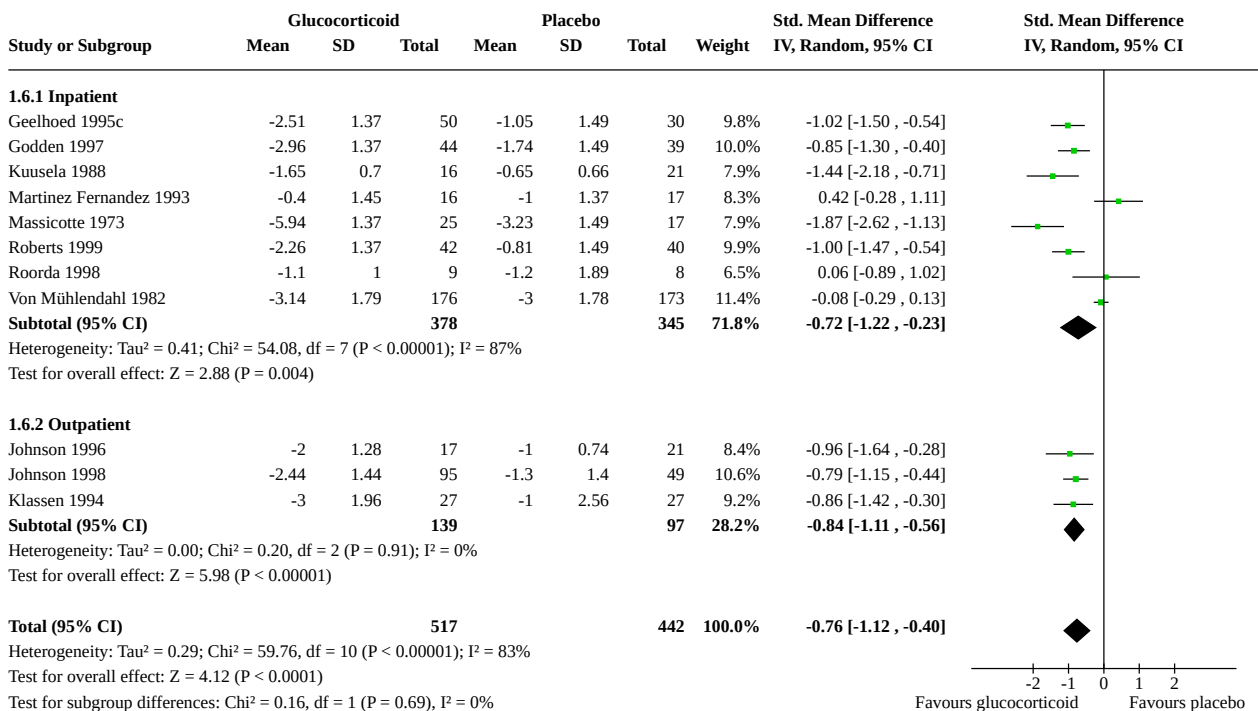 Glucocorticoid Placebo Std. Mean Difference Std. Mean Difference
Study or Subgroup Mean SD Total Mean SD Total Weight IV, Random, 95% CI IV, Random, 95% CI
1.6.1 Inpatient
Geelhoed 1995c -2.51 1.37 50 -1.05 1.49 30 9.8% -1.02 [-1.50 , -0.54]
Godden 1997 -2.96 1.37 44 -1.74 1.49 39 10.0% -0.85 [-1.30 , -0.40]
Kuusela 1988 -1.65 0.7 16 -0.65 0.66 21 7.9% -1.44 [-2.18 , -0.71]
Martinez Fernandez 1993 -0.4 1.45 16 -1 1.37 17 8.3% 0.42 [-0.28 , 1.11]
Massicotte 1973 -5.94 1.37 25 -3.23 1.49 17 7.9% -1.87 [-2.62 , -1.13]
Roberts 1999 -2.26 1.37 42 -0.81 1.49 40 9.9% -1.00 [-1.47 , -0.54]
Roorda 1998 -1.1 1 9 -1.2 1.89 8 6.5% 0.06 [-0.89 , 1.02]
Von Mühlendahl 1982 -3.14 1.79 176 -3 1.78 173 11.4% -0.08 [-0.29 , 0.13]
Subtotal (95% CI) 378 345 71.8% -0.72 [-1.22 , -0.23]
Heterogeneity: Tau² = 0.41; Chi² = 54.08, df = 7 (P < 0.00001); I² = 87%
Test for overall effect: Z = 2.88 (P = 0.004)
1.6.2 Outpatient
Johnson 1996 -2 1.28 17 -1 0.74 21 8.4% -0.96 [-1.64 , -0.28]
Johnson 1998 -2.44 1.44 95 -1.3 1.4 49 10.6% -0.79 [-1.15 , -0.44]
Klassen 1994 -3 1.96 27 -1 2.56 27 9.2% -0.86 [-1.42 , -0.30]
Subtotal (95% CI) 139 97 28.2% -0.84 [-1.11 , -0.56]
Heterogeneity: Tau² = 0.00; Chi² = 0.20, df = 2 (P = 0.91); I² = 0%
Test for overall effect: Z = 5.98 (P < 0.00001)
Total (95% CI) 517 442 100.0% -0.76 [-1.12 , -0.40]
Heterogeneity: Tau² = 0.29; Chi² = 59.76, df = 10 (P < 0.00001); I² = 83%
Test for overall effect: Z = 4.12 (P < 0.0001)
-2 -1 0 1 2
Test for subgroup differences: Chi² = 0.16, df = 1 (P = 0.69), I² = 0%
Favours glucocorticoid Favours placebo